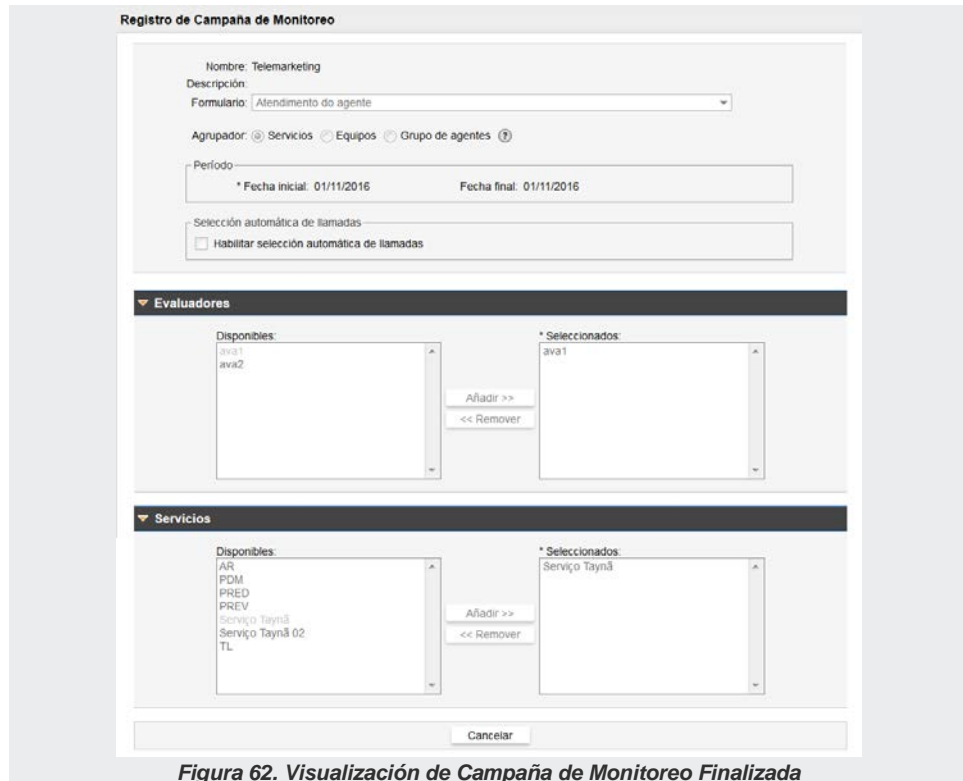 Registro de Campaña de Monitoreo
Nombre: Telemarketing
Descripción:
Formulario: Atendimento do agente
Agrupador: Servicios Equipos Grupo de agentes ?
Período
* Fecha inicial: 01/11/2016 Fecha final: 01/11/2016
Selección automática de llamadas
Habilitar selección automática de llamadas
Evaluadores
Disponibles:
ava1
ava2
Añadir >>
<< Remover
* Seleccionados:
ava1
Servicios
Disponibles:
AR
PDM
PRED
PREV
Serviço Taynã
Serviço Taynã 02
TL
Añadir >>
<< Remover
* Seleccionados:
Serviço Taynã
Cancelar
Figura 62. Visualización de Campaña de Monitoreo Finalizada